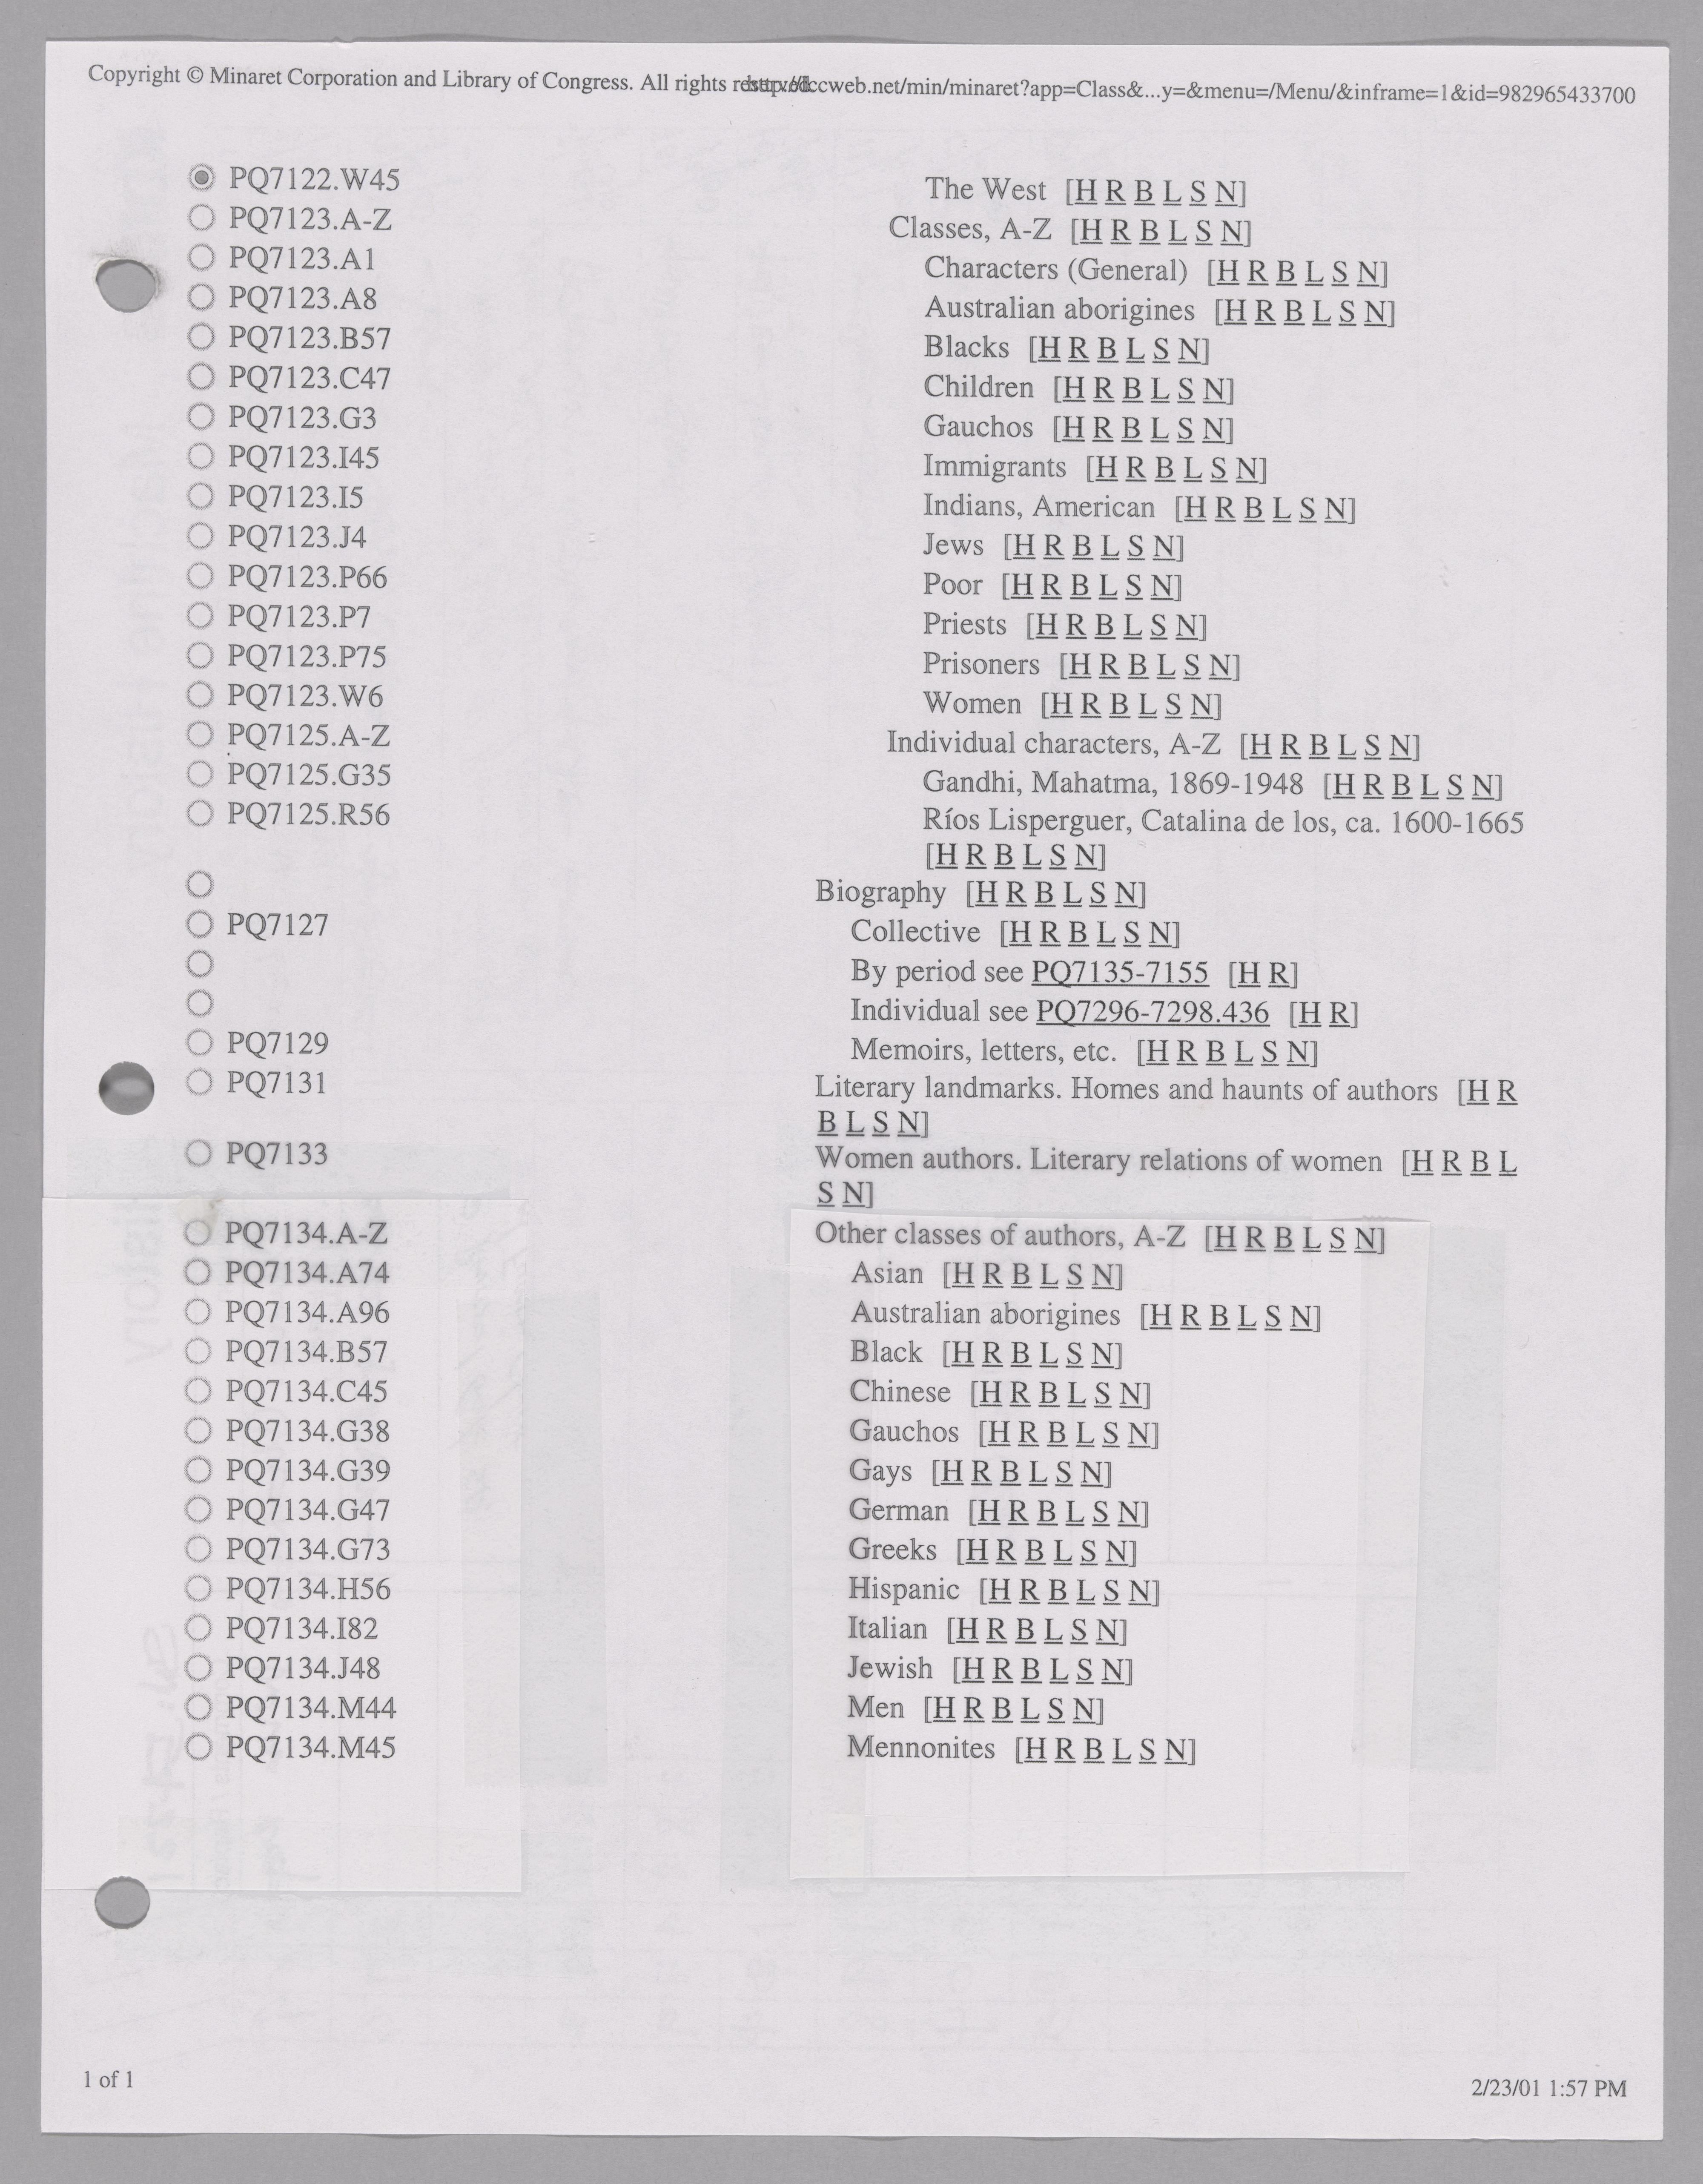 Copyright © Minaret Corporation and Library of Congress. All rights reserved. http://lccweb.net/min/minaret?app=Class&...y=&menu=/Menu/&inframe=1&id=982965433700
PQ7122.W45 The West [H R B L S N]
PQ7123.A-Z Classes, A-Z [H R B L S N]
PQ7123.A1 Characters (General) [H R B L S N]
PQ7123.A8 Australian aborigines [H R B L S N]
PQ7123.B57 Blacks [H R B L S N]
PQ7123.C47 Children [H R B L S N]
PQ7123.G3 Gauchos [H R B L S N]
PQ7123.I45 Immigrants [H R B L S N]
PQ7123.I5 Indians, American [H R B L S N]
PQ7123.J4 Jews [H R B L S N]
PQ7123.P66 Poor [H R B L S N]
PQ7123.P7 Priests [H R B L S N]
PQ7123.P75 Prisoners [H R B L S N]
PQ7123.W6 Women [H R B L S N]
PQ7125.A-Z Individual characters, A-Z [H R B L S N]
PQ7125.G35 Gandhi, Mahatma, 1869-1948 [H R B L S N]
PQ7125.R56 Ríos Lisperguer, Catalina de los, ca. 1600-1665
[H R B L S N]
Biography [H R B L S N]
PQ7127 Collective [H R B L S N]
By period see PQ7135-7155 [H R]
Individual see PQ7296-7298.436 [H R]
PQ7129 Memoirs, letters, etc. [H R B L S N]
PQ7131 Literary landmarks. Homes and haunts of authors [H R
B L S N]
PQ7133 Women authors. Literary relations of women [H R B L
S N]
PQ7134.A-Z Other classes of authors, A-Z [H R B L S N]
PQ7134.A74 Asian [H R B L S N]
PQ7134.A96 Australian aborigines [H R B L S N]
PQ7134.B57 Black [H R B L S N]
PQ7134.C45 Chinese [H R B L S N]
PQ7134.G38 Gauchos [H R B L S N]
PQ7134.G39 Gays [H R B L S N]
PQ7134.G47 German [H R B L S N]
PQ7134.G73 Greeks [H R B L S N]
PQ7134.H56 Hispanic [H R B L S N]
PQ7134.I82 Italian [H R B L S N]
PQ7134.J48 Jewish [H R B L S N]
PQ7134.M44 Men [H R B L S N]
PQ7134.M45 Mennonites [H R B L S N]
1 of 1 2/23/01 1:57 PM